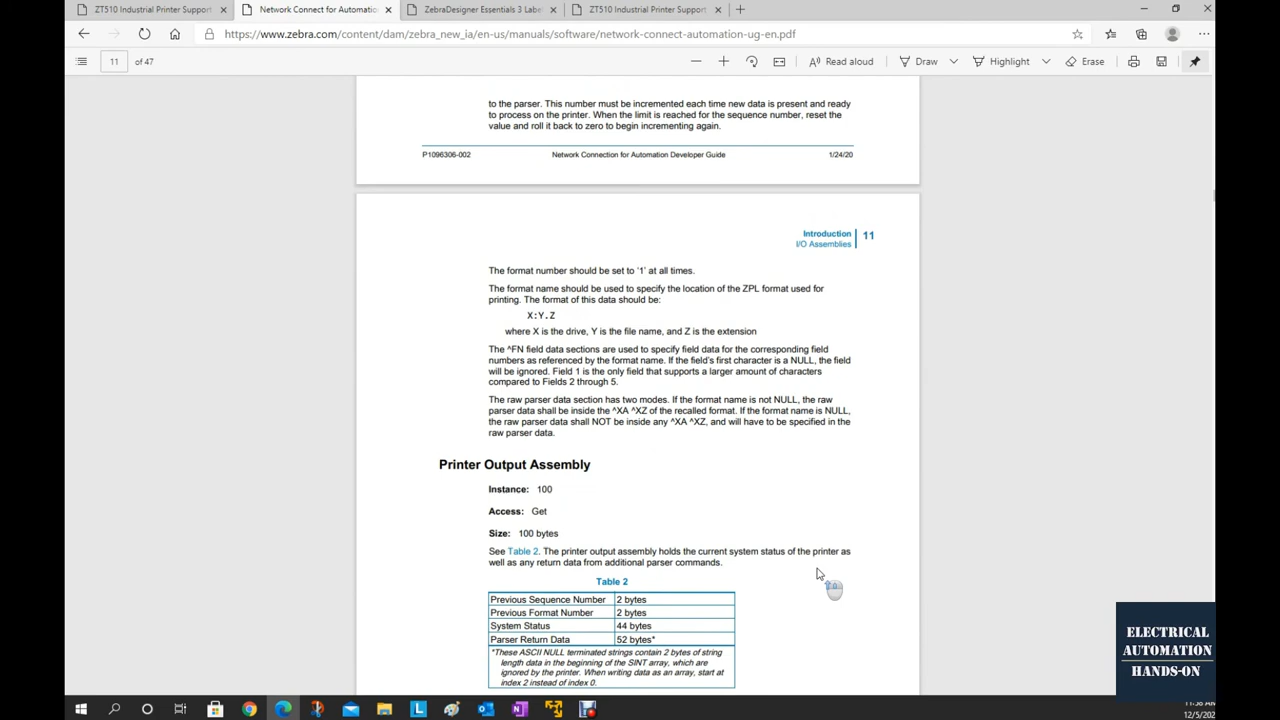 ZT510 Industrial Printer Support
Network Connect for Automatio
ZebraDesigner Essentials 3 Label
ZT510 Industrial Printer Support
https://www.zebra.com/content/dam/zebra_new_ia/en-us/manuals/software/network-connect-automation-ug-en.pdf
11 of 47
Read aloud
Draw
Highlight
Erase
to the parser. This number must be incremented each time new data is present and ready
to process on the printer. When the limit is reached for the sequence number, reset the
value and roll it back to zero to begin incrementing again.
P1096306-002 Network Connection for Automation Developer Guide 1/24/20
Introduction 11
I/O Assemblies
The format number should be set to '1' at all times.
The format name should be used to specify the location of the ZPL format used for
printing. The format of this data should be:
X:Y.Z
where X is the drive, Y is the file name, and Z is the extension
The ^FN field data sections are used to specify field data for the corresponding field
numbers as referenced by the format name. If the field's first character is a NULL, the field
will be ignored. Field 1 is the only field that supports a larger amount of characters
compared to Fields 2 through 5.
The raw parser data section has two modes. If the format name is not NULL, the raw
parser data shall be inside the ^XA ^XZ of the recalled format. If the format name is NULL,
the raw parser data shall NOT be inside any ^XA ^XZ, and will have to be specified in the
raw parser data.
Printer Output Assembly
Instance: 100
Access: Get
Size: 100 bytes
See Table 2. The printer output assembly holds the current system status of the printer as
well as any return data from additional parser commands.
Table 2
Previous Sequence Number 2 bytes
Previous Format Number 2 bytes
System Status 44 bytes
Parser Return Data 52 bytes*
*These ASCII NULL terminated strings contain 2 bytes of string
length data in the beginning of the SINT array, which are
ignored by the printer. When writing data as an array, start at
index 2 instead of index 0.
ELECTRICAL
AUTOMATION
HANDS-ON